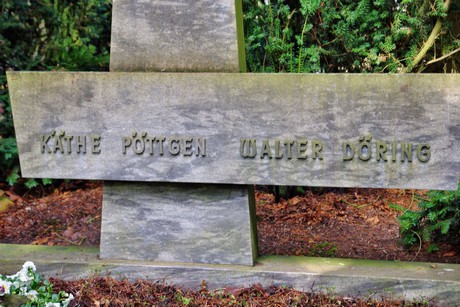 KÄTHE PÖTTGEN WALTER DÖRING